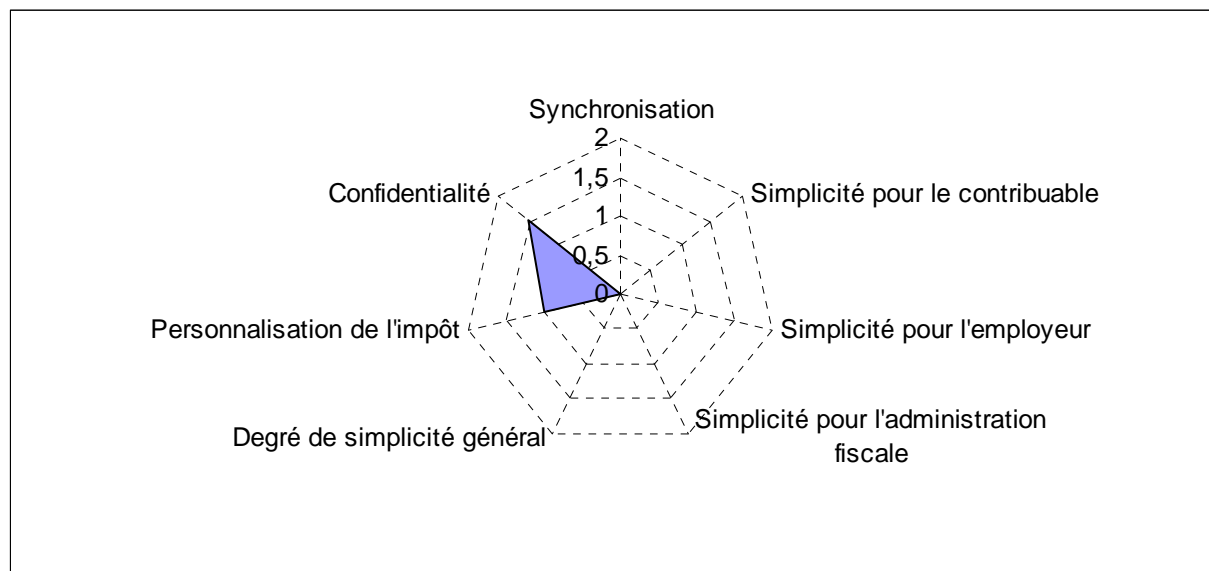 Synchronisation
2
Confidentialité
1,5
Simplicité pour le contribuable
1
0,5
0
Personnalisation de l'impôt
Simplicité pour l'employeur
Degré de simplicité général
Simplicité pour l'administration
fiscale